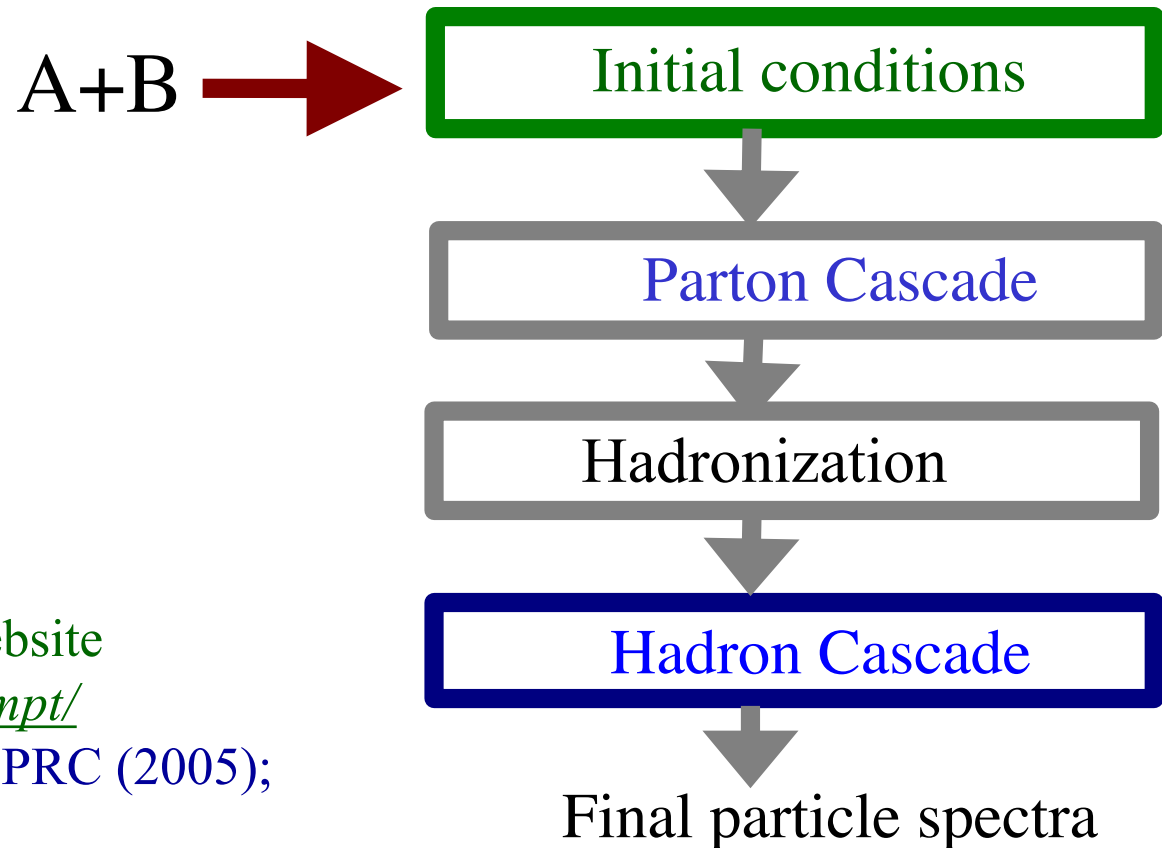 A+B
Initial conditions
Parton Cascade
Hadronization
Hadron Cascade
PRC (2005);
Final particle spectra